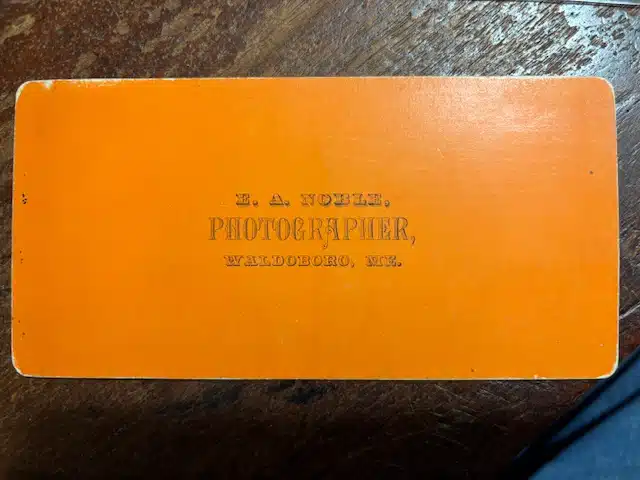 E. A. NOBLE,
PHOTOGRAPHER,
WALDOBORO, ME.